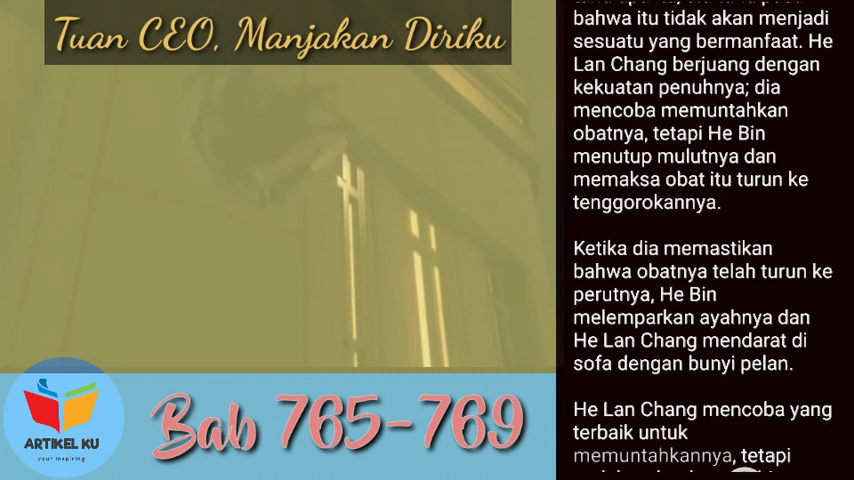 Tuan CEO, Manjakan Diriku
bahwa itu tidak akan menjadi
sesuatu yang bermanfaat. He
Lan Chang berjuang dengan
kekuatan penuhnya; dia
mencoba memuntahkan
obatnya, tetapi He Bin
menutup mulutnya dan
memaksa obat itu turun ke
tenggorokannya.
Ketika dia memastikan
bahwa obatnya telah turun ke
perutnya, He Bin
melemparkan ayahnya dan
He Lan Chang mendarat di
sofa dengan bunyi pelan.
He Lan Chang mencoba yang
terbaik untuk
memuntahkannya, tetapi
ARTIKEL KU
your inspiring
Bab 765-769